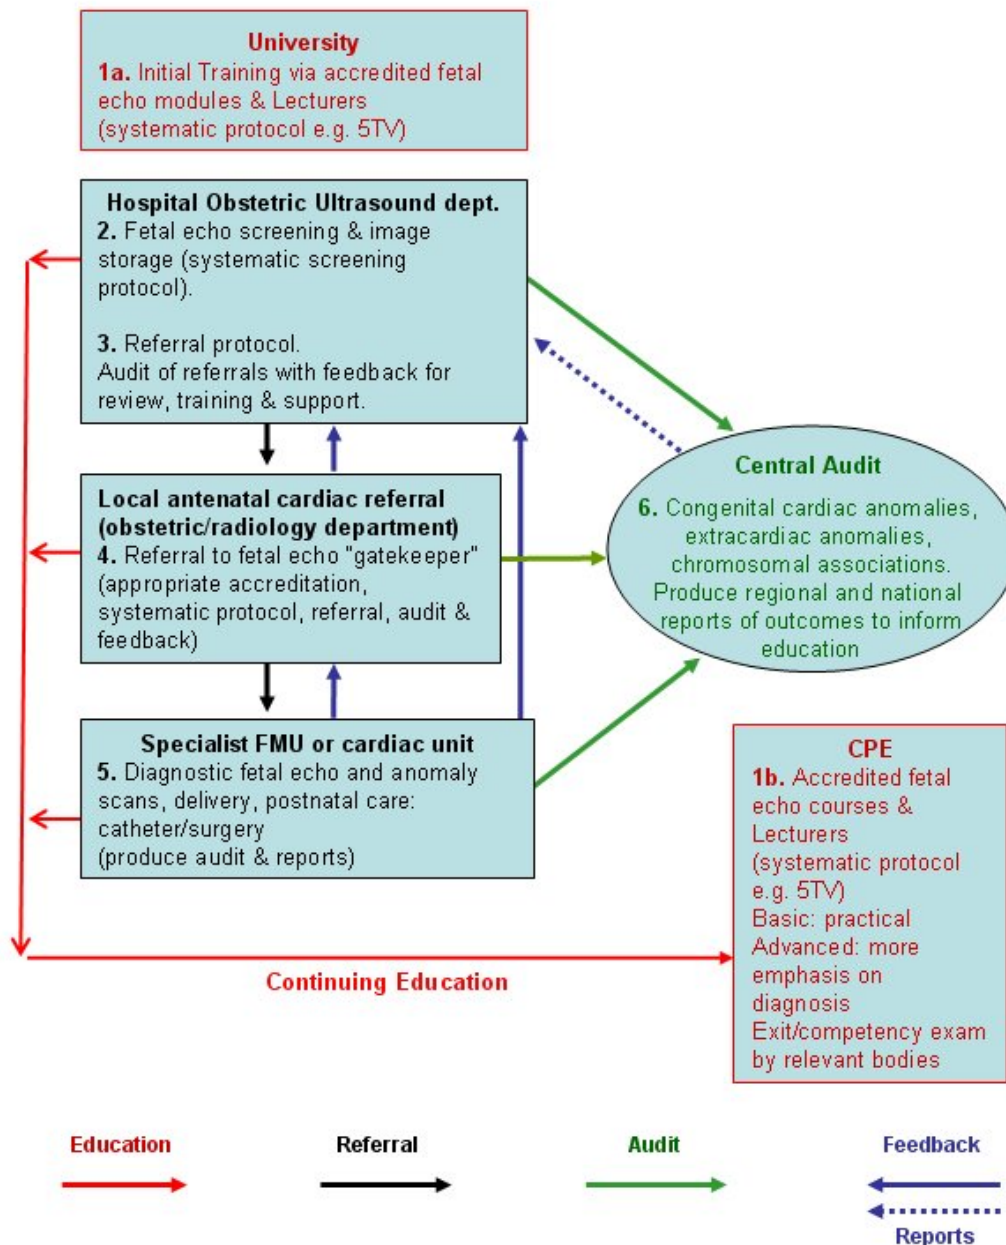 University
1a. Initial Training via accredited fetal
echo modules & Lecturers
(systematic protocol e.g. 5TV)
Hospital Obstetric Ultrasound dept.
2. Fetal echo screening & image
storage (systematic screening
protocol).
3. Referral protocol.
Audit of referrals with feedback for
review, training & support.
Local antenatal cardiac referral
(obstetric/radiology department)
4. Referral to fetal echo "gatekeeper"
(appropriate accreditation,
systematic protocol, referral, audit &
feedback)
Specialist FMU or cardiac unit
5. Diagnostic fetal echo and anomaly
scans, delivery, postnatal care:
catheter/surgery
(produce audit & reports)
Central Audit
6. Congenital cardiac anomalies,
extracardiac anomalies,
chromosomal associations.
Produce regional and national
reports of outcomes to inform
education
CPE
1b. Accredited fetal
echo courses &
Lecturers
(systematic protocol
e.g. 5TV)
Basic: practical
Advanced: more
emphasis on
diagnosis
Exit/competency exam
by relevant bodies
Continuing Education
Education
Referral
Audit
Feedback
Reports